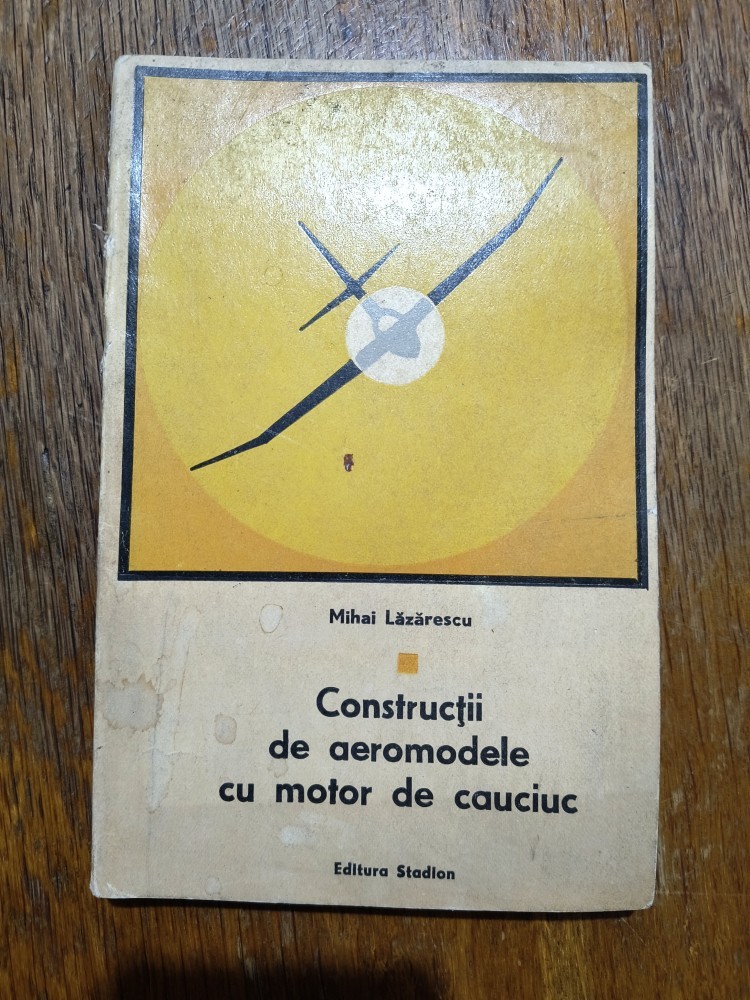 Mihai Lăzărescu
Construcţii
de aeromodele
cu motor de cauciuc
Editura Stadion